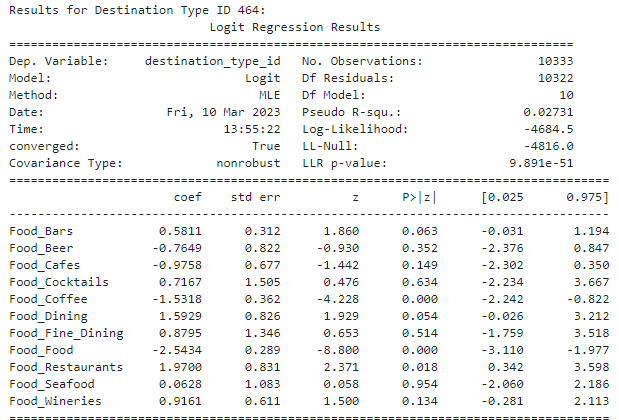 Results for Destination Type ID 464:
Logit Regression Results
==============================================================================
Dep. Variable: destination_type_id No. Observations: 10333
Model: Logit Df Residuals: 10322
Method: MLE Df Model: 10
Date: Fri, 10 Mar 2023 Pseudo R-squ.: 0.02731
Time: 13:55:22 Log-Likelihood: -4684.5
converged: True LL-Null: -4816.0
Covariance Type: nonrobust LLR p-value: 9.891e-51
====================================================================================
coef std err z P>|z| [0.025 0.975]
------------------------------------------------------------------------------------
Food_Bars 0.5811 0.312 1.860 0.063 -0.031 1.194
Food_Beer -0.7649 0.822 -0.930 0.352 -2.376 0.847
Food_Cafes -0.9758 0.677 -1.442 0.149 -2.302 0.350
Food_Cocktails 0.7167 1.505 0.476 0.634 -2.234 3.667
Food_Coffee -1.5318 0.362 -4.228 0.000 -2.242 -0.822
Food_Dining 1.5929 0.826 1.929 0.054 -0.026 3.212
Food_Fine_Dining 0.8795 1.346 0.653 0.514 -1.759 3.518
Food_Food -2.5434 0.289 -8.800 0.000 -3.110 -1.977
Food_Restaurants 1.9700 0.831 2.371 0.018 0.342 3.598
Food_Seafood 0.0628 1.083 0.058 0.954 -2.060 2.186
Food_Wineries 0.9161 0.611 1.500 0.134 -0.281 2.113
====================================================================================